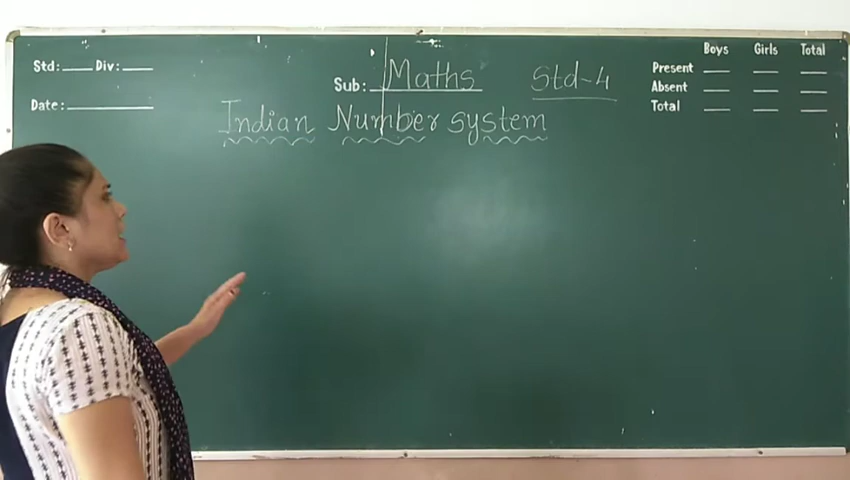 Boys Girls Total
Std: Div: Sub: Maths Std-4 Present
Absent
Date: Total
Indian Number system